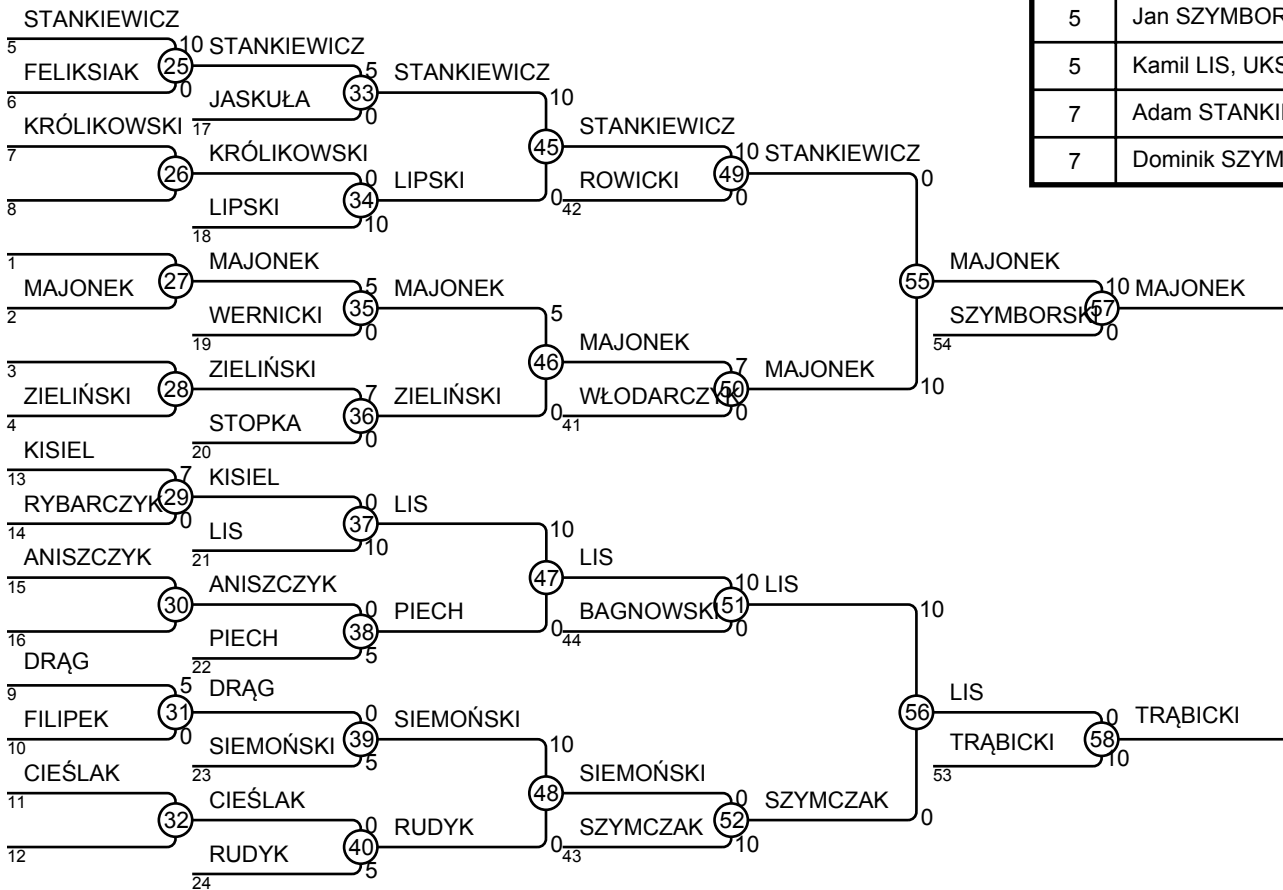 STANKIEWICZ
5
10
STANKIEWICZ
FELIKSIAK
25
5
STANKIEWICZ
6
0
JASKUŁA
33
10
KRÓLIKOWSKI
17
0
STANKIEWICZ
7
KRÓLIKOWSKI
45
10
STANKIEWICZ
26
0
LIPSKI
ROWICKI
49
0
8
LIPSKI
34
0
42
0
18
10
1
MAJONEK
MAJONEK
MAJONEK
27
5
MAJONEK
55
10
MAJONEK
2
WERNICKI
35
5
SZYMBORSKI
57
19
0
MAJONEK
54
0
3
ZIELIŃSKI
46
7
MAJONEK
ZIELIŃSKI
28
7
ZIELIŃSKI
WŁODARCZYK
50
10
4
STOPKA
36
0
41
0
KISIEL
20
0
13
7
KISIEL
RYBARCZYK
29
0
LIS
14
0
LIS
37
10
ANISZCZYK
21
10
LIS
15
ANISZCZYK
47
10
LIS
30
0
PIECH
BAGNOWSKI
51
10
16
PIECH
38
0
44
0
DRĄG
22
5
9
5
DRĄG
LIS
FILIPEK
31
0
SIEMOŃSKI
56
0
TRĄBICKI
10
0
SIEMOŃSKI
39
10
TRĄBICKI
58
CIEŚLAK
23
5
SIEMOŃSKI
53
10
11
CIEŚLAK
48
0
SZYMCZAK
32
0
RUDYK
SZYMCZAK
52
0
12
RUDYK
40
0
43
10
24
5
5
Jan SZYMBOR
5
Kamil LIS, UKS
7
Adam STANKI
7
Dominik SZYM